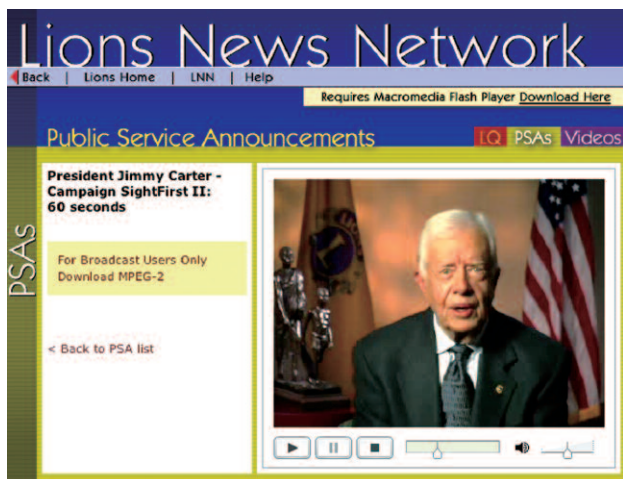 Lions News Network
Back | Lions Home | LNN | Help
Requires Macromedia Flash Player Download Here
Public Service Announcements
I.Q PSAs Videos
PSAs
President Jimmy Carter -
Campaign SightFirst II:
60 seconds
For Broadcast Users Only
Download MPEG-2
< Back to PSA list